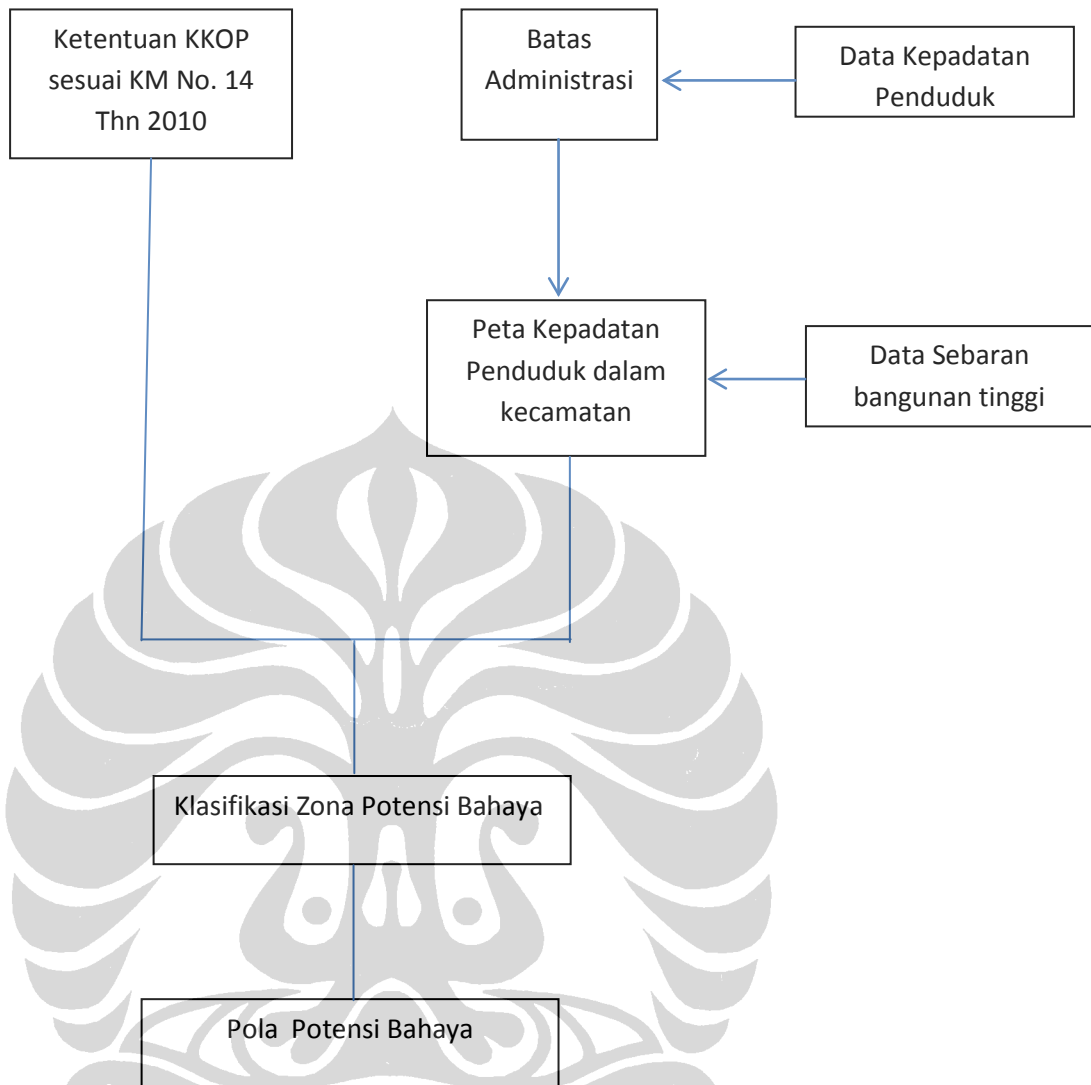 Ketentuan KKOP
sesuai KM No. 14
Thn 2010
Batas
Administrasi
Data Kepadatan
Penduduk
Peta Kepadatan
Penduduk dalam
kecamatan
Data Sebaran
bangunan tinggi
Klasifikasi Zona Potensi Bahaya
Pola Potensi Bahaya